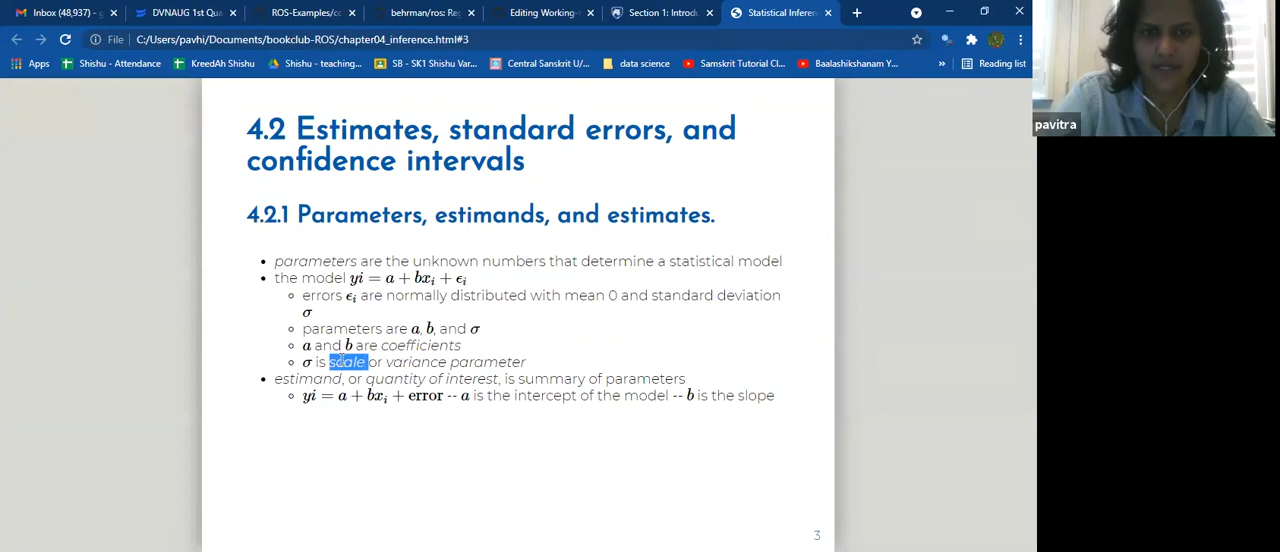 Inbox (48,937) - g
DVNAUG 1st Qua
ROS-Examples/co
behrman/ros: Reg
Editing Working-
Section 1: Introdu
Statistical Inferen
File
C:/Users/pavhi/Documents/bookclub-ROS/chapter04_inference.html#3
Apps
Shishu - Attendance
KreedAh Shishu
Shishu - teaching...
SB - SK1 Shishu Var...
Central Sanskrit U/...
data science
Samskrit Tutorial Cl...
Baalashikshanam Y...
»
Reading list
pavitra
4.2 Estimates, standard errors, and
confidence intervals
4.2.1 Parameters, estimands, and estimates.
• parameters are the unknown numbers that determine a statistical model
• the model yi = a + bxᵢ + ϵᵢ
◦ errors ϵᵢ are normally distributed with mean 0 and standard deviation
σ
◦ parameters are a, b, and σ
◦ a and b are coefficients
◦ σ is scale or variance parameter
• estimand, or quantity of interest, is summary of parameters
◦ yi = a + bxᵢ + error -- a is the intercept of the model -- b is the slope
3